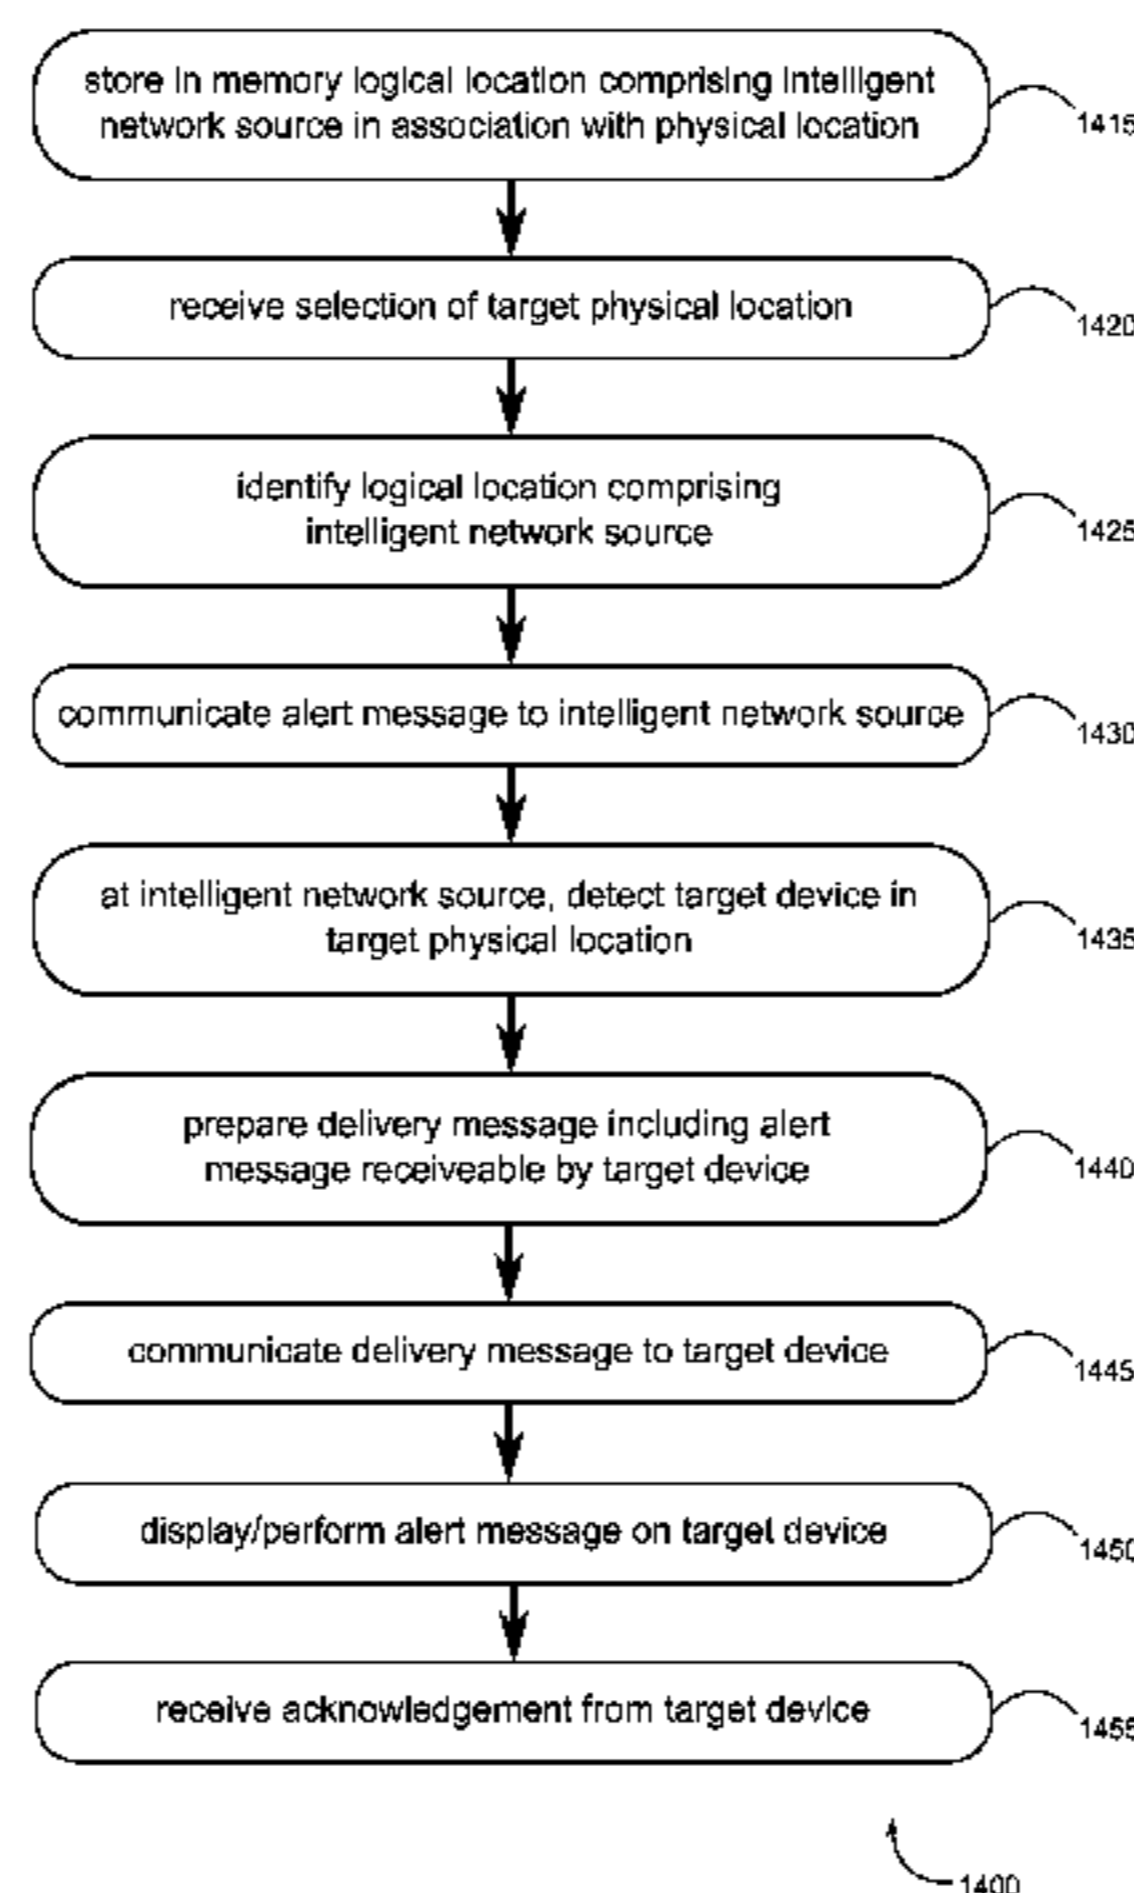 store in memory logical location comprising intelligent
network source in association with physical location
1415
receive selection of target physical location
1420
identify logical location comprising
intelligent network source
1425
communicate alert message to intelligent network source
1430
at intelligent network source, detect target device in
target physical location
1435
prepare delivery message including alert
message receiveable by target device
1440
communicate delivery message to target device
1445
display/perform alert message on target device
1450
receive acknowledgement from target device
1455
1400